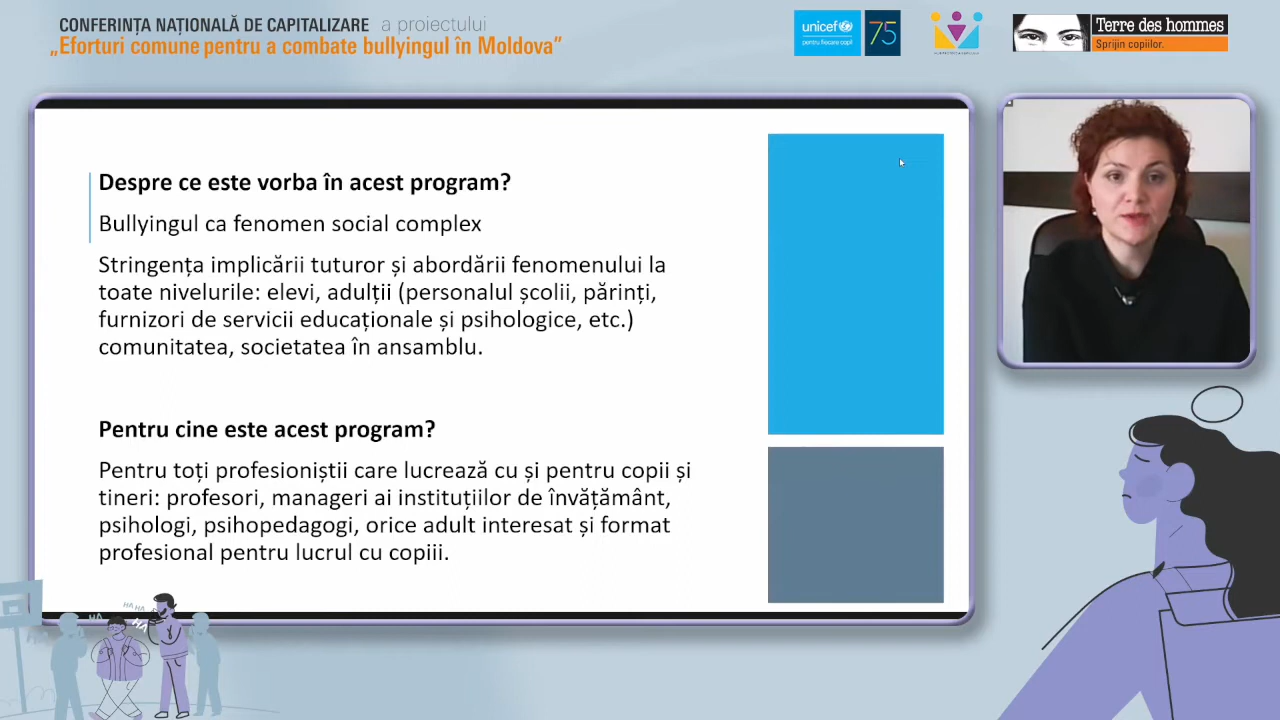 CONFERINȚA NAȚIONALĂ DE CAPITALIZARE a proiectului
„Eforturi comune pentru a combate bullyingul în Moldova”
unicef
pentru fiecare copil
75
Terre des hommes
Sprijin copiilor.
Despre ce este vorba în acest program?
Bullyingul ca fenomen social complex
Stringența implicării tuturor și abordării fenomenului la
toate nivelurile: elevi, adulții (personalul școlii, părinți,
furnizori de servicii educaționale și psihologice, etc.)
comunitatea, societatea în ansamblu.
Pentru cine este acest program?
Pentru toți profesioniștii care lucrează cu și pentru copii și
tineri: profesori, manageri ai instituțiilor de învățământ,
psihologi, psihopedagogi, orice adult interesat și format
profesional pentru lucrul cu copiii.
HA HA
HA
HA